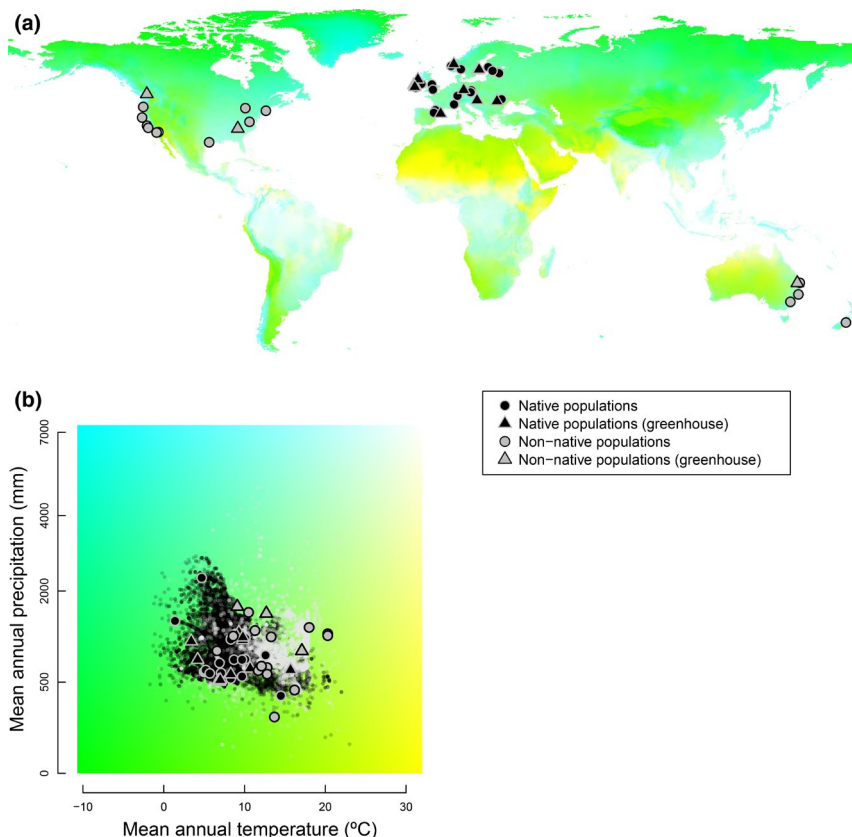 (a)
(b)
Native populations
Native populations (greenhouse)
Non−native populations
Non−native populations (greenhouse)
Mean annual precipitation (mm)
7000
4000
2000
500
0
−10
0
10
20
30
Mean annual temperature (ºC)